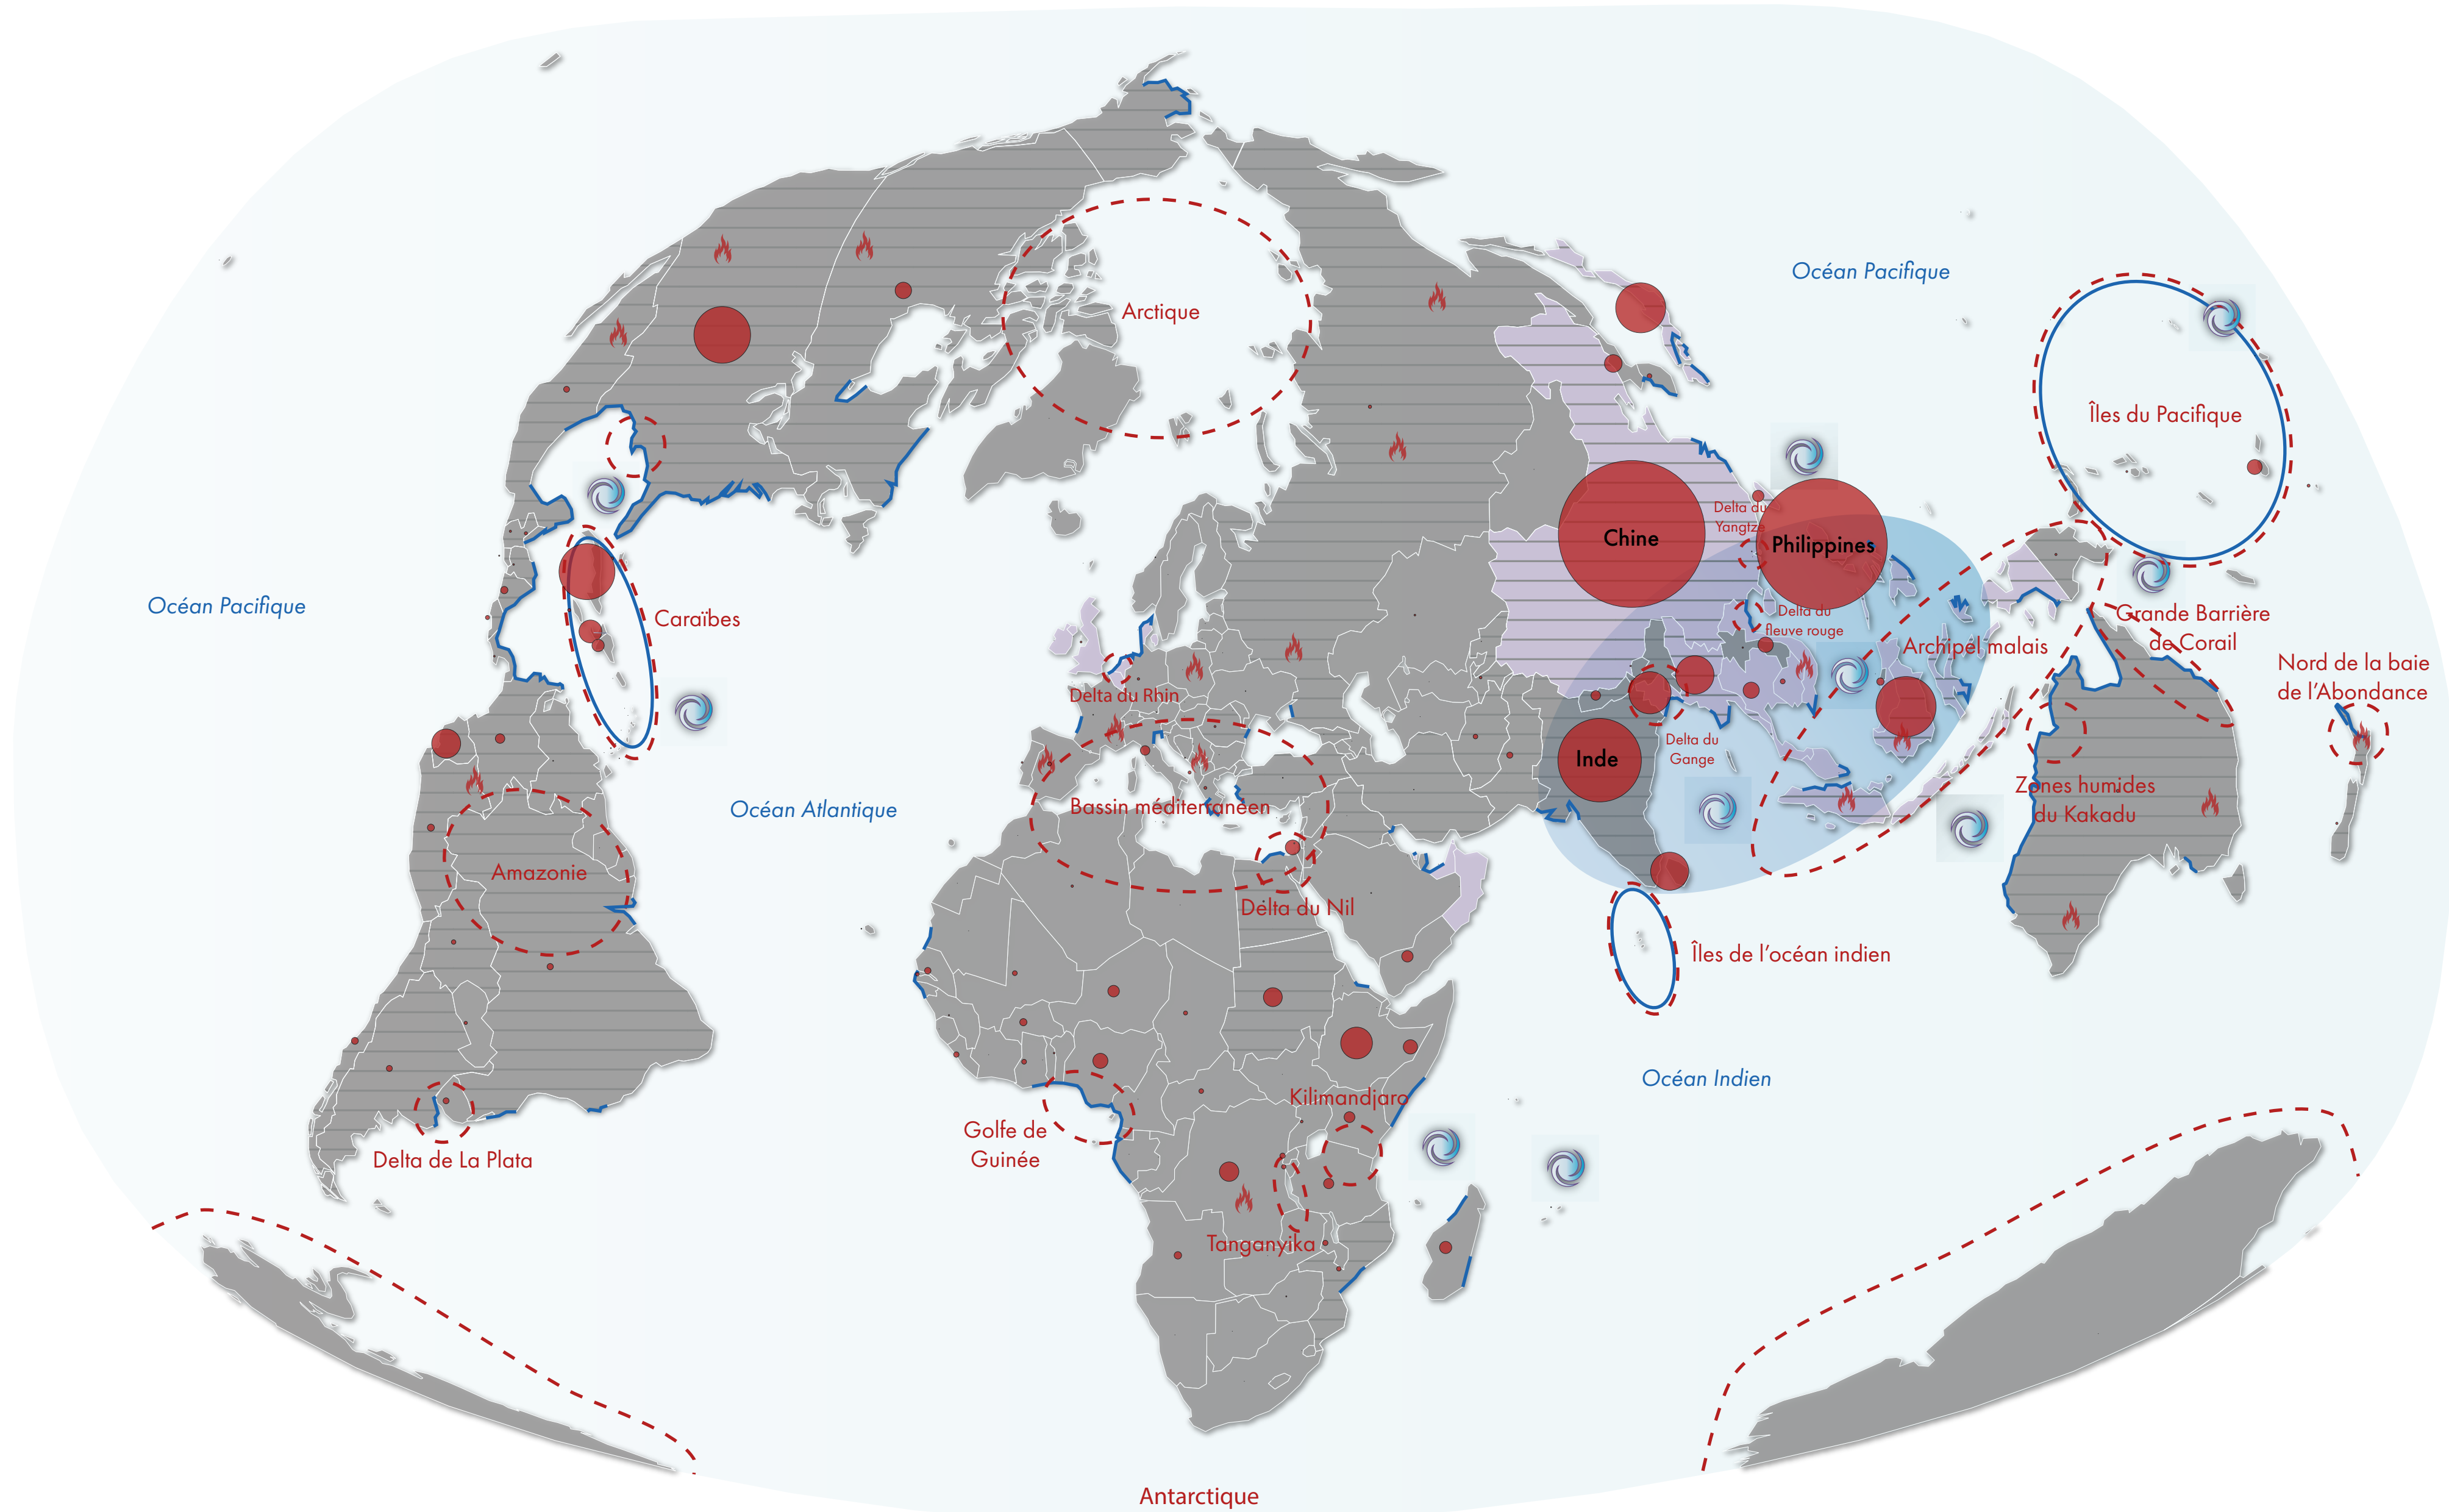 Océan Pacifique
Arctique
Îles du Pacifique
Delta du
Yangtze
Chine
Philippines
Océan Pacifique
Caraïbes
Delta du
fleuve rouge
Grande Barrière
de Corail
Archipel malais
Nord de la baie
de l'Abondance
Delta du Rhin
Delta du
Gange
Inde
Zones humides
du Kakadu
Océan Atlantique
Bassin méditerranéen
Amazonie
Delta du Nil
Îles de l'océan indien
Océan Indien
Kilimandjaro
Golfe de
Guinée
Delta de La Plata
Tanganyika
Antarctique